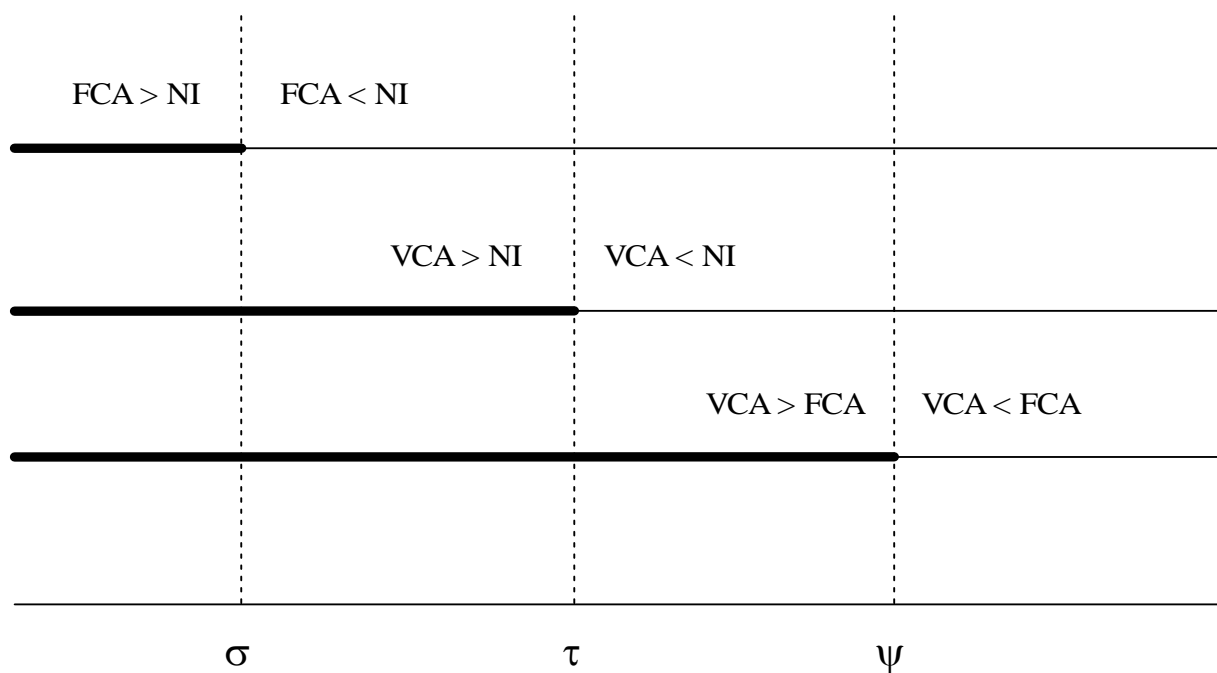 FCA > NI FCA < NI
VCA > NI VCA < NI
VCA > FCA VCA < FCA
σ τ ψ